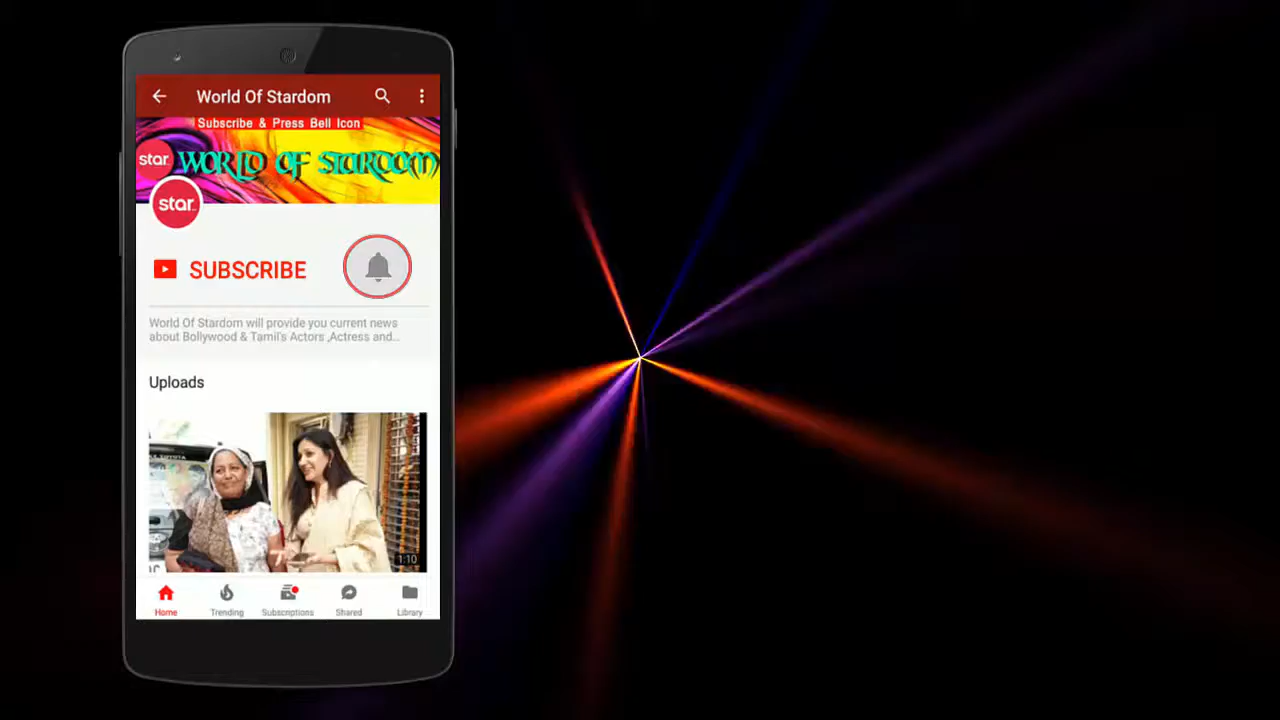 World Of Stardom
Subscribe & Press Bell Icon
star
WORLD OF STARDOM
star
SUBSCRIBE
World Of Stardom will provide you current news
about Bollywood & Tamil's Actors ,Actress and...
Uploads
1:10
Home Trending Subscriptions Shared Library